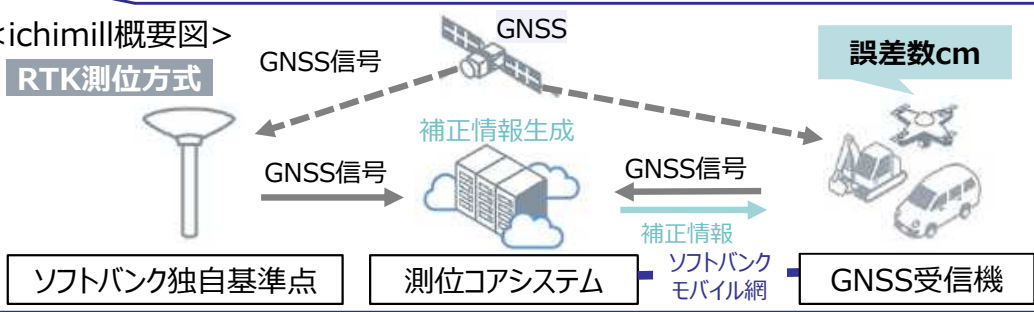 <ichimill概要図>
RTK測位方式
GNSS信号
GNSS
誤差数cm
補正情報生成
GNSS信号
GNSS信号
補正情報
ソフトバンク独自基準点
測位コアシステム
ソフトバンク
モバイル網
GNSS受信機